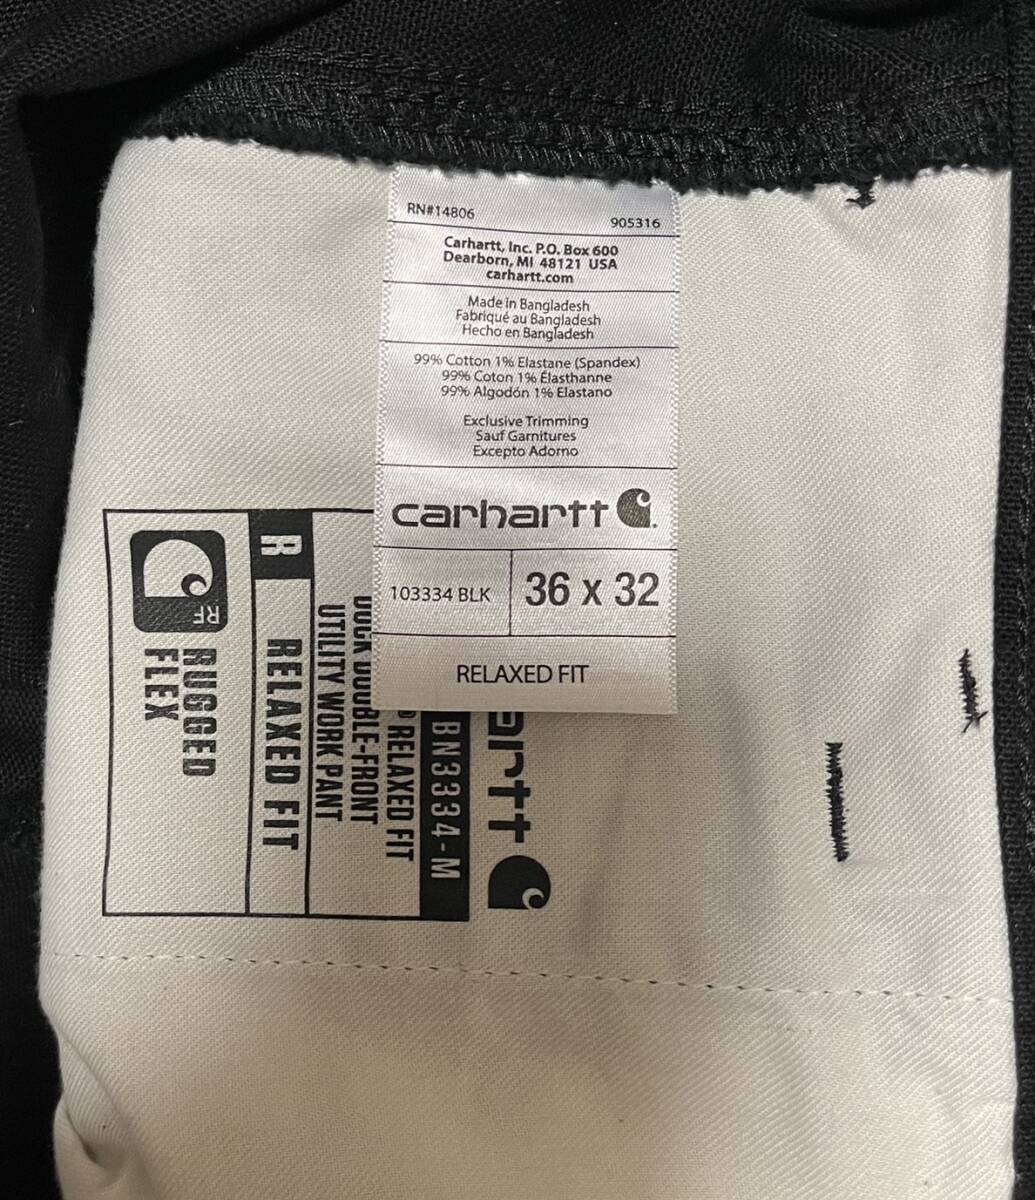 RN#14806 905316
Carhartt, Inc. P.O. Box 600
Dearborn, MI 48121 USA
carhartt.com
Made in Bangladesh
Fabriqué au Bangladesh
Hecho en Bangladesh
99% Cotton 1% Elastane (Spandex)
99% Coton 1% Élasthanne
99% Algodón 1% Elastano
Exclusive Trimming
Sauf Garnitures
Excepto Adorno
carhartt
103334 BLK 36 x 32
RELAXED FIT
artt
BN3334-M
RELAXED FIT
DUCK DOUBLE-FRONT
UTILITY WORK PANT
R RELAXED FIT
RF
RUGGED
FLEX